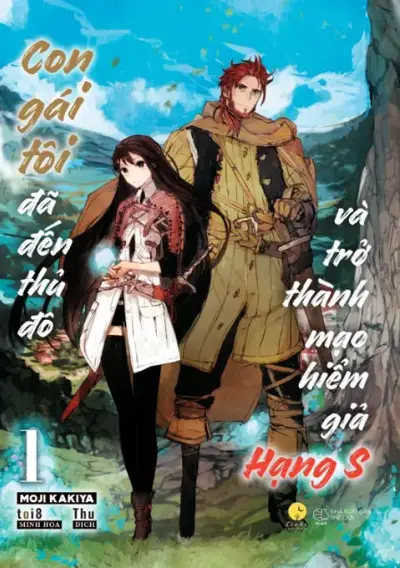 Con
gái
tôi
đã
đến
thủ
đô
và
trở
thành
mạo
hiểm
giả
Hạng S
1
MOJI KAKIYA
toi8
MINH HỌA
Thu
DỊCH